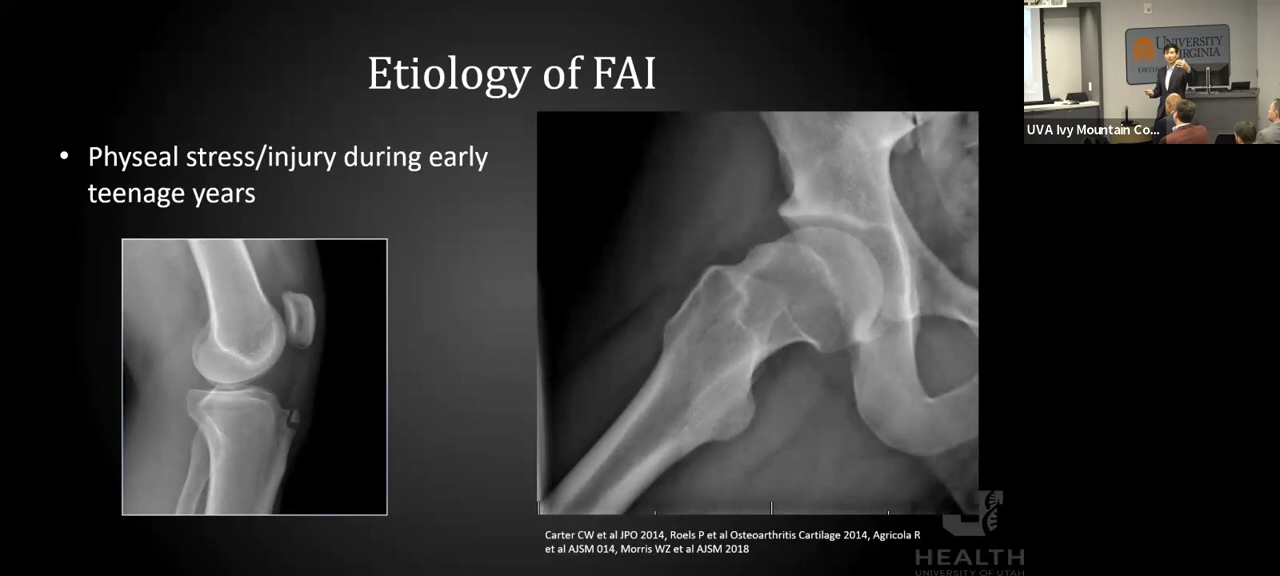 Etiology of FAI
• Physeal stress/injury during early
teenage years
Carter CW et al JPO 2014, Roels P et al Osteoarthritis Cartilage 2014, Agricola R
et al AJSM 014, Morris WZ et al AJSM 2018
HEALTH
UNIVERSITY OF UTAH
UNIVERSITY
VIRGINIA
UVA Ivy Mountain Co...